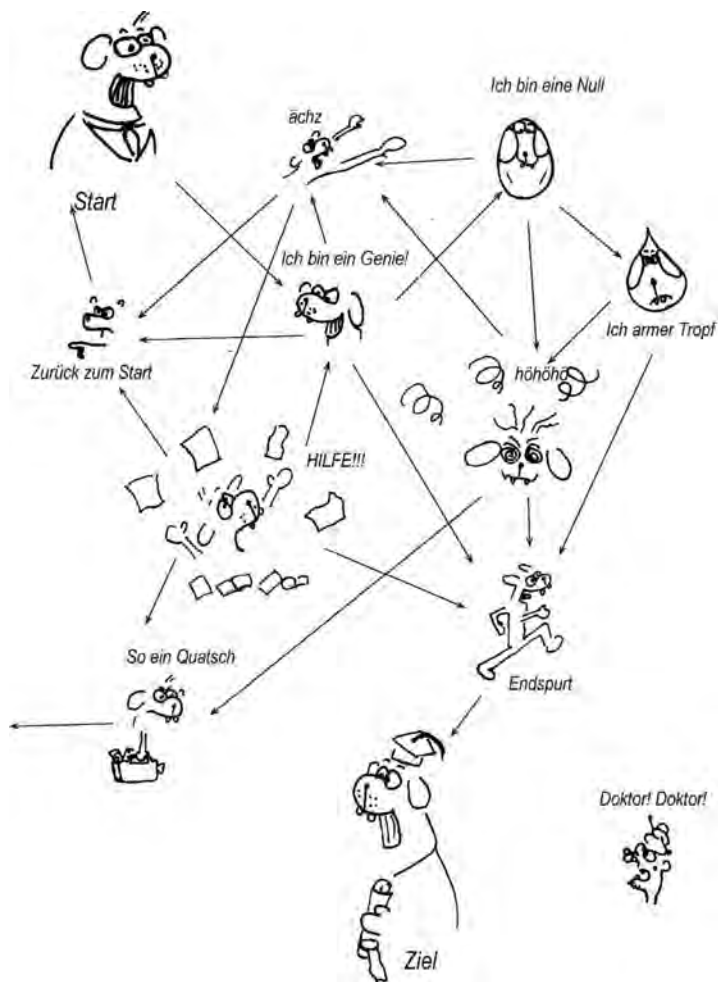 Ich bin eine Null
ächz
Start
Ich bin ein Genie!
Ich armer Tropf
Zurück zum Start
höhöhö
HILFE!!!
So ein Quatsch
Endspurt
Doktor! Doktor!
Ziel